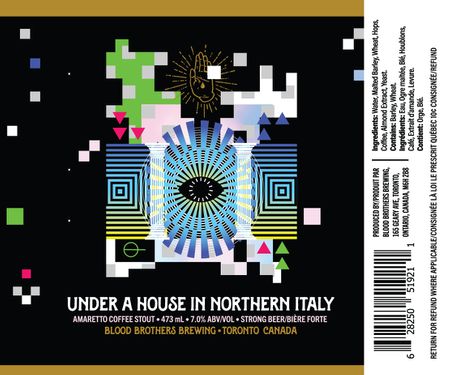 UNDER A HOUSE IN NORTHERN ITALY
AMARETTO COFFEE STOUT • 473 mL • 7.0% ABV/VOL • STRONG BEER/BIÈRE FORTE
BLOOD BROTHERS BREWING • TORONTO CANADA
Ingredients: Water, Malted Barley, Wheat, Hops,
Coffee, Almond Extract, Yeast.
Contains: Barley, Wheat.
Ingredients: Eau, Orge maltée, Blé, Houblons,
Café, Extrait d'amande, Levure.
Contient: Orge, Blé.
PRODUCED BY/PRODUIT PAR
BLOOD BROTHERS BREWING,
165 GEARY AVE, TORONTO,
ONTARIO, CANADA, M6H 2B8
6 28250 51921 1
RETURN FOR REFUND WHERE APPLICABLE/CONSIGNÉE LÀ LOI LE PRESCRIT QUÉBEC: 10¢ CONSIGNÉE/REFUND